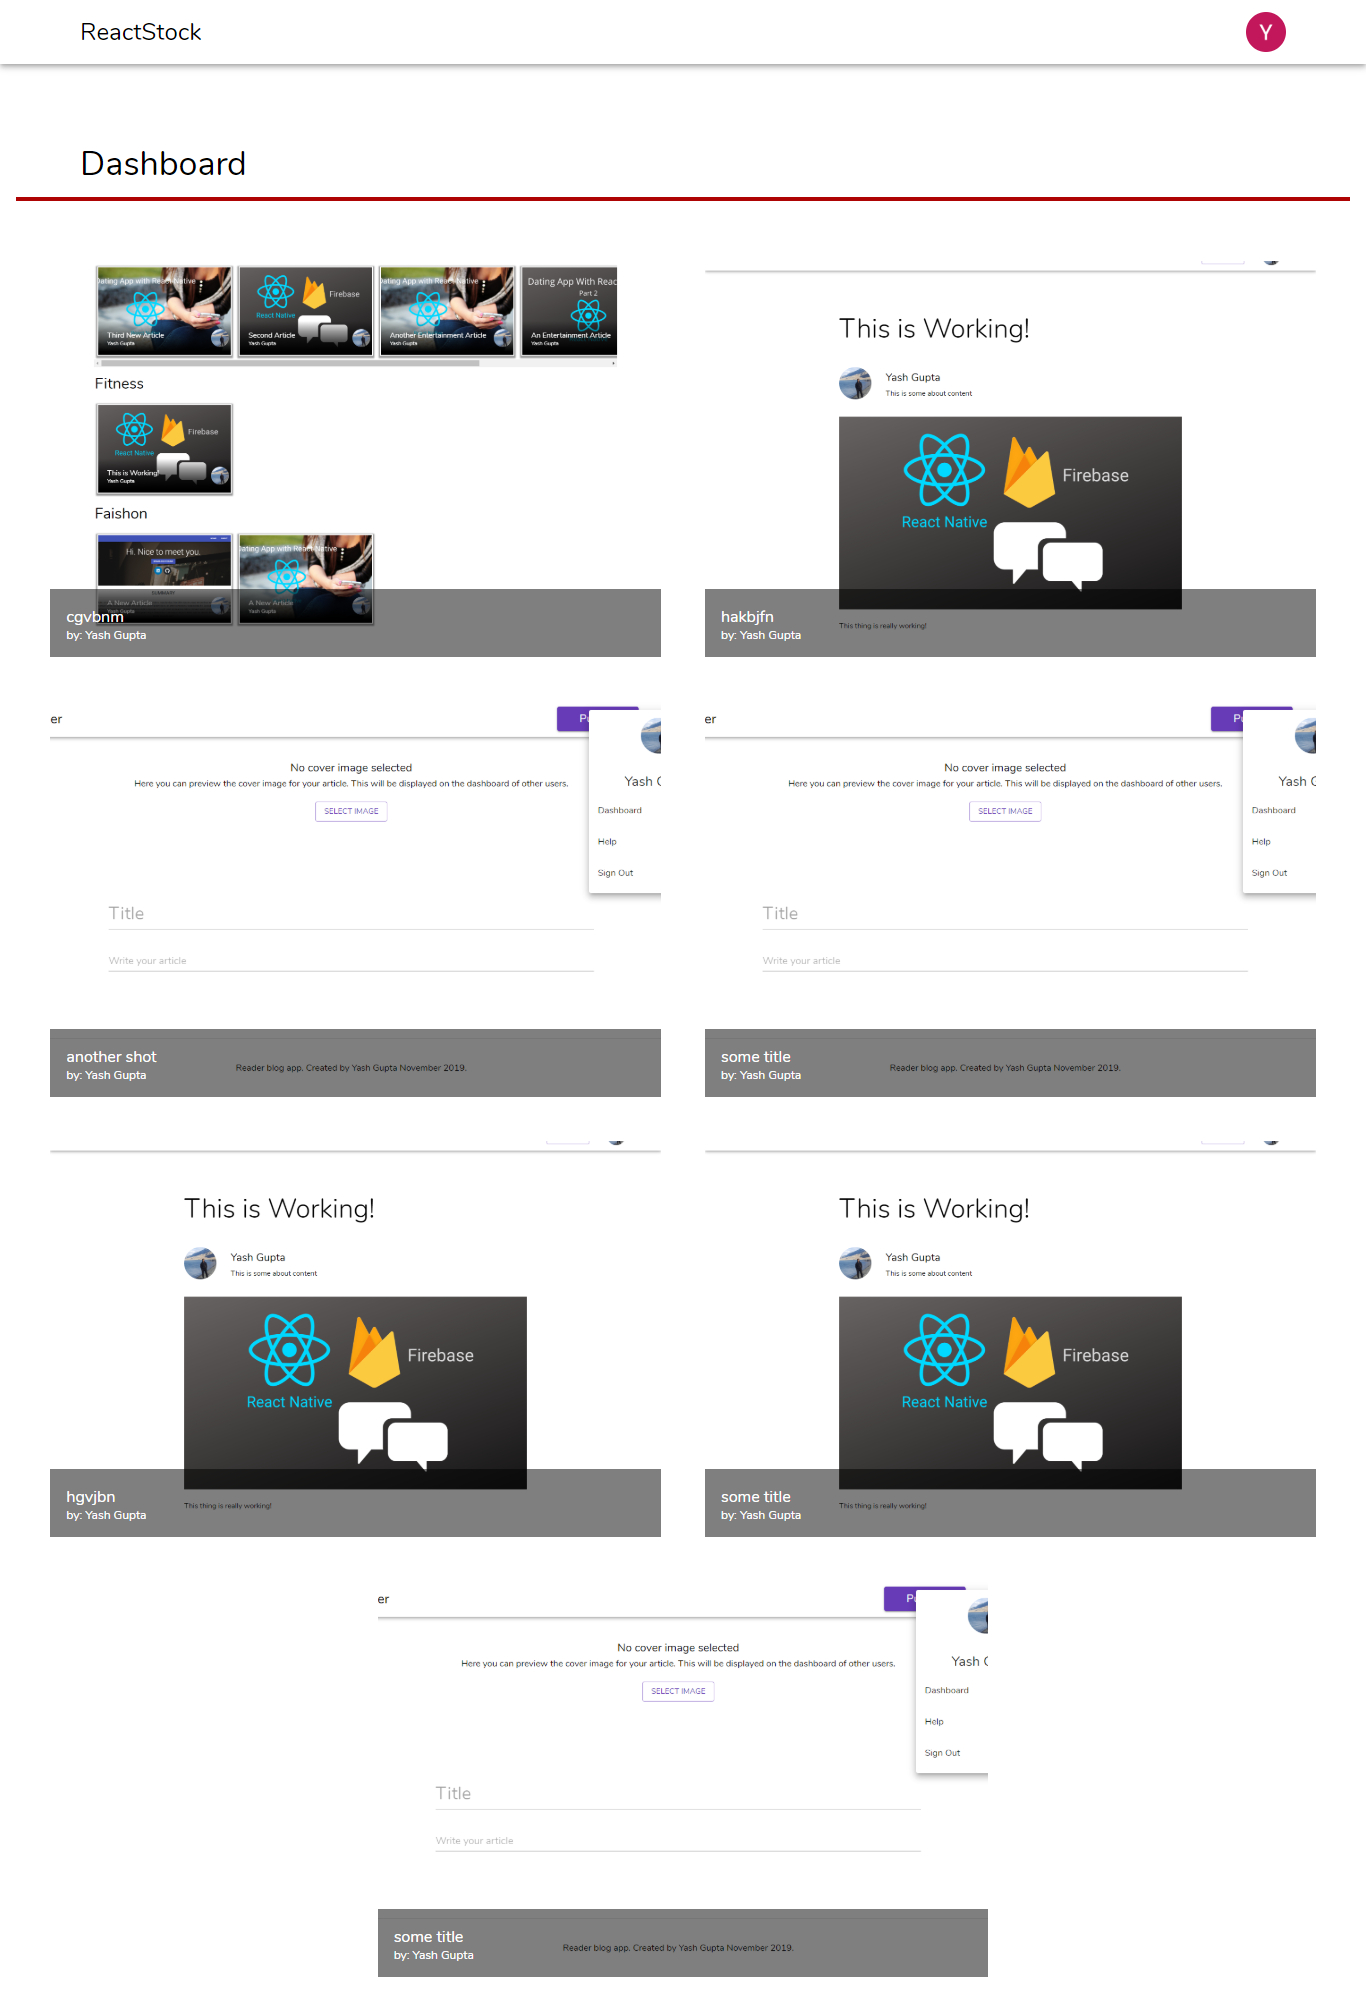 ReactStock
Y
Dashboard
Dating App with React Native
Third New Article
Yash Gupta
React Native
Firebase
Second Article
Yash Gupta
Dating App with React Native
Another Entertainment Article
Yash Gupta
Dating App With Reac
Part 2
An Entertainment Article
Yash Gupta
Fitness
React Native
Firebase
This is Working!
Yash Gupta
Faishon
Hi. Nice to meet you.
SUMMARY
A New Article
Yash Gupta
Dating App with React Native
A New Article
Yash Gupta
cgvbnm
by: Yash Gupta
This is Working!
Yash Gupta
This is some about content
React Native
Firebase
This thing is really working!
hakbjfn
by: Yash Gupta
er
Pu
No cover image selected
Here you can preview the cover image for your article. This will be displayed on the dashboard of other users.
SELECT IMAGE
Yash G
Dashboard
Help
Sign Out
Title
Write your article
Reader blog app. Created by Yash Gupta November 2019.
another shot
by: Yash Gupta
er
Pu
No cover image selected
Here you can preview the cover image for your article. This will be displayed on the dashboard of other users.
SELECT IMAGE
Yash G
Dashboard
Help
Sign Out
Title
Write your article
Reader blog app. Created by Yash Gupta November 2019.
some title
by: Yash Gupta
This is Working!
Yash Gupta
This is some about content
React Native
Firebase
This thing is really working!
hgvjbn
by: Yash Gupta
This is Working!
Yash Gupta
This is some about content
React Native
Firebase
This thing is really working!
some title
by: Yash Gupta
er
Pu
No cover image selected
Here you can preview the cover image for your article. This will be displayed on the dashboard of other users.
SELECT IMAGE
Yash G
Dashboard
Help
Sign Out
Title
Write your article
Reader blog app. Created by Yash Gupta November 2019.
some title
by: Yash Gupta